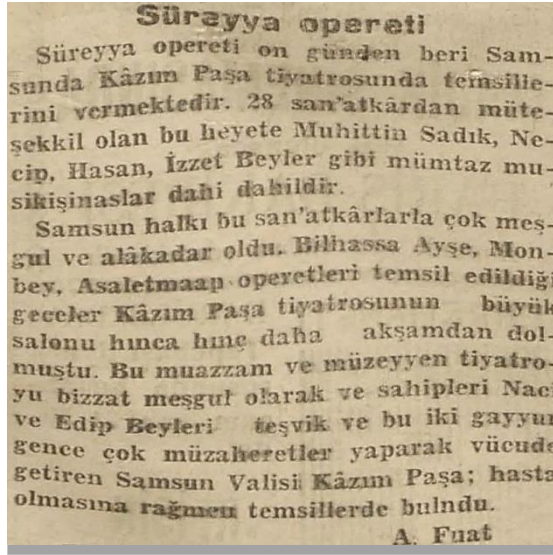 Süreyya opereti
Süreyya opereti on günden beri Sam-
sunda Kâzım Paşa tiyatrosunda temsille-
rini vermektedir. 28 san'atkârdan müte-
şekkil olan bu heyete Muhittin Sadık, Ne-
cip, Hasan, İzzet Beyler gibi mümtaz mu-
sikişinaslar dahi dahildir.
Samsun halkı bu san'atkârlarla çok meş-
gul ve alâkadar oldu. Bilhassa Ayşe, Mon-
bey, Asaletmaap operetleri temsil edildiği
geceler Kâzım Paşa tiyatrosunun büyük
salonu hınca hınç daha akşamdan dol-
muştu. Bu muazzam ve müzeyyen tiyatro-
yu bizzat meşgul olarak ve sahipleri Naci
ve Edip Beyleri teşvik ve bu iki gayyur
gence çok müzaheretler yaparak vücude
getiren Samsun Valisi Kâzım Paşa; hasta
olmasına rağmen temsillerde bulndu.
A. Fuat